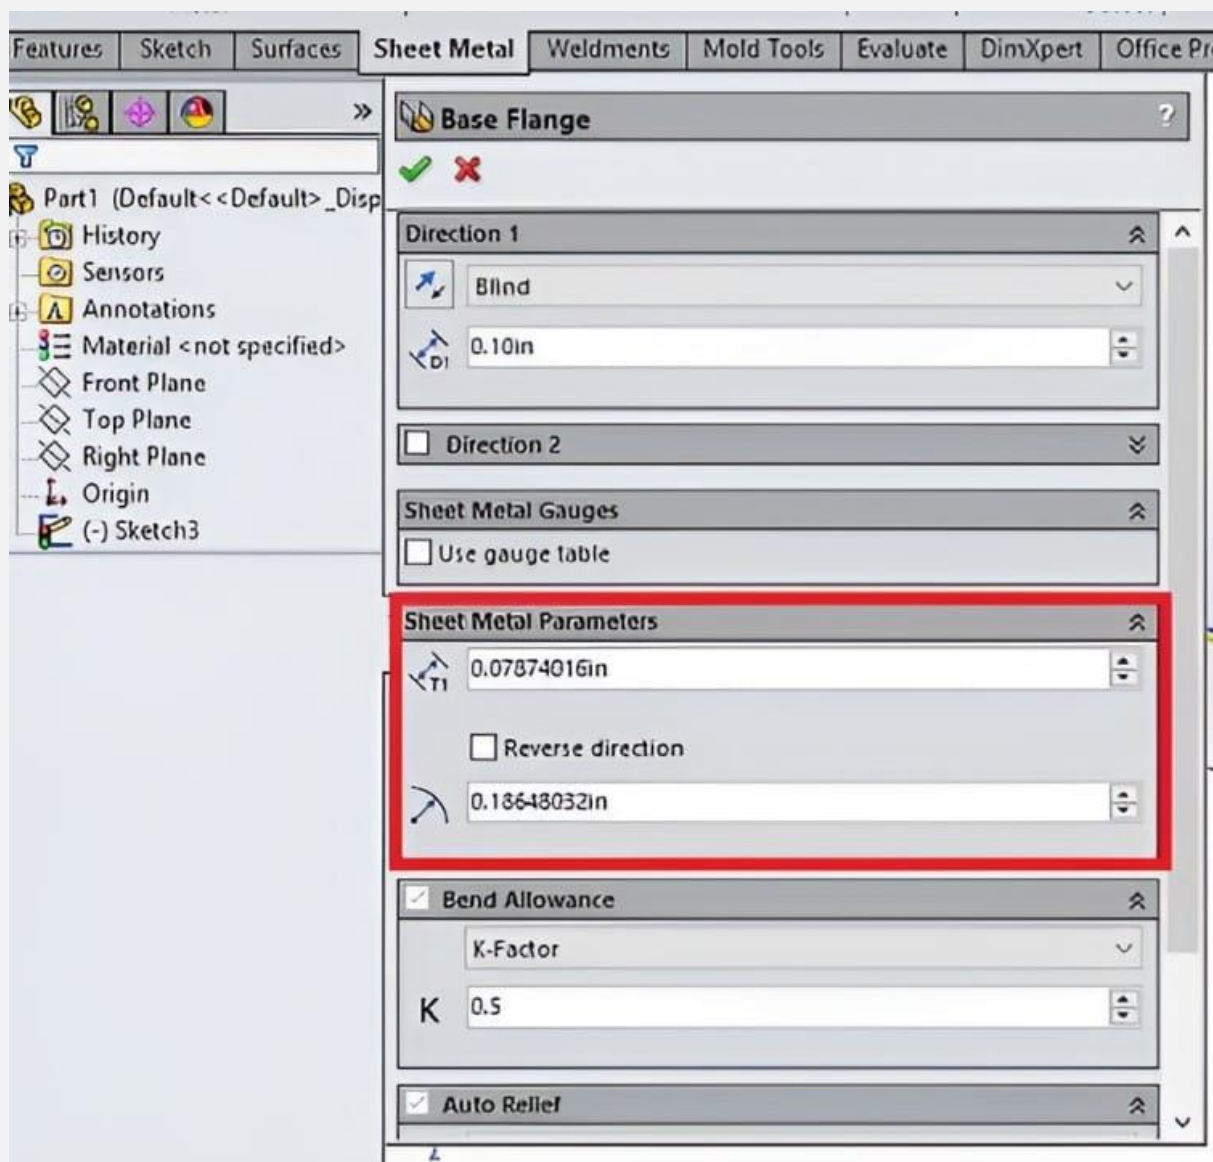 Features Sketch Surfaces Sheet Metal Weldments Mold Tools Evaluate DimXpert Office Pr
»
Part1 (Default<<Default>_Disp
History
Sensors
Annotations
Material <not specified>
Front Plane
Top Plane
Right Plane
Origin
(-) Sketch3
Base Flange ?
Direction 1
Blind
D1 0.10in
Direction 2
Sheet Metal Gauges
Use gauge table
Sheet Metal Parameters
T1 0.07874016in
Reverse direction
0.18648032in
Bend Allowance
K-Factor
K 0.5
Auto Relief